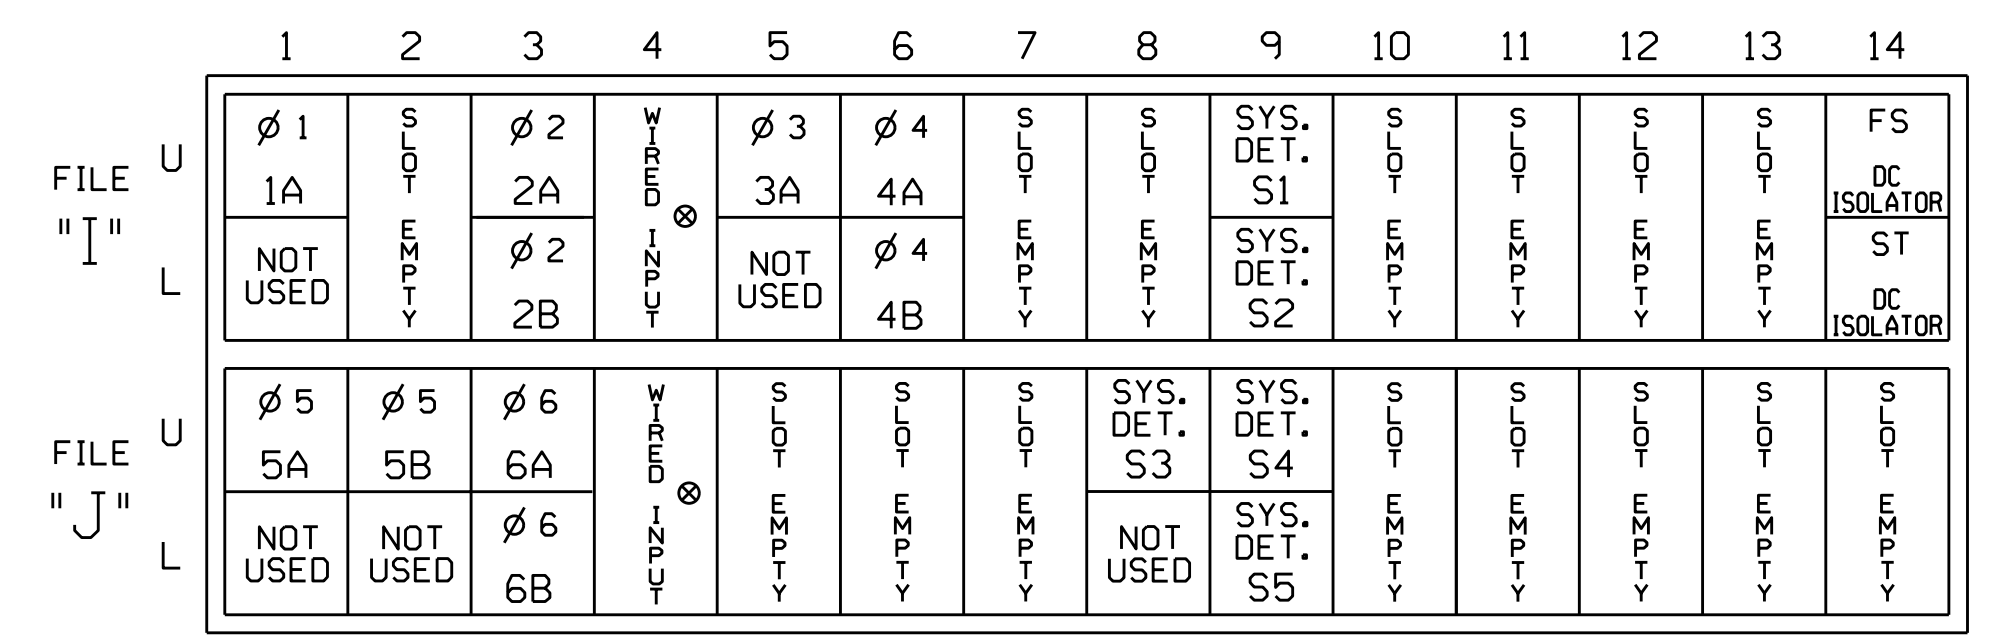 1 2 3 4 5 6 7 8 9 10 11 12 13 14
FILE "I"
U
ø 1 1A
SLOT EMPTY
ø 2 2A
WIRED INPUT
ø 3 3A
ø 4 4A
SLOT EMPTY
SLOT EMPTY
SYS. DET. S1
SLOT EMPTY
SLOT EMPTY
SLOT EMPTY
SLOT EMPTY
FS DC ISOLATOR
L
NOT USED
ø 2 2B
NOT USED
ø 4 4B
SYS. DET. S2
ST DC ISOLATOR
FILE "J"
U
ø 5 5A
ø 5 5B
ø 6 6A
WIRED INPUT
SLOT EMPTY
SLOT EMPTY
SLOT EMPTY
SYS. DET. S3
SYS. DET. S4
SLOT EMPTY
SLOT EMPTY
SLOT EMPTY
SLOT EMPTY
SLOT EMPTY
L
NOT USED
NOT USED
ø 6 6B
NOT USED
SYS. DET. S5